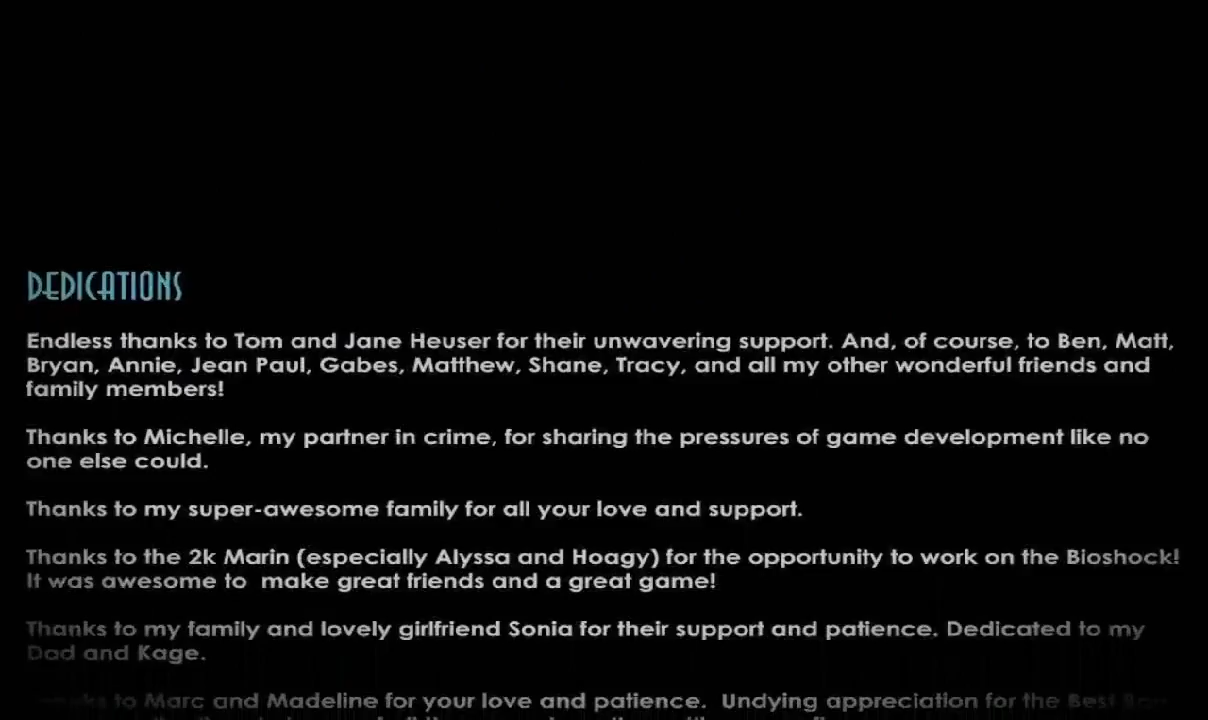 DEDICATIONS
Endless thanks to Tom and Jane Heuser for their unwavering support. And, of course, to Ben, Matt,
Bryan, Annie, Jean Paul, Gabes, Matthew, Shane, Tracy, and all my other wonderful friends and
family members!
Thanks to Michelle, my partner in crime, for sharing the pressures of game development like no
one else could.
Thanks to my super-awesome family for all your love and support.
Thanks to the 2k Marin (especially Alyssa and Hoagy) for the opportunity to work on the Bioshock!
It was awesome to  make great friends and a great game!
Thanks to my family and lovely girlfriend Sonia for their support and patience. Dedicated to my
Dad and Kage.
to Marc and Madeline for your love and patience.  Undying appreciation for the Best